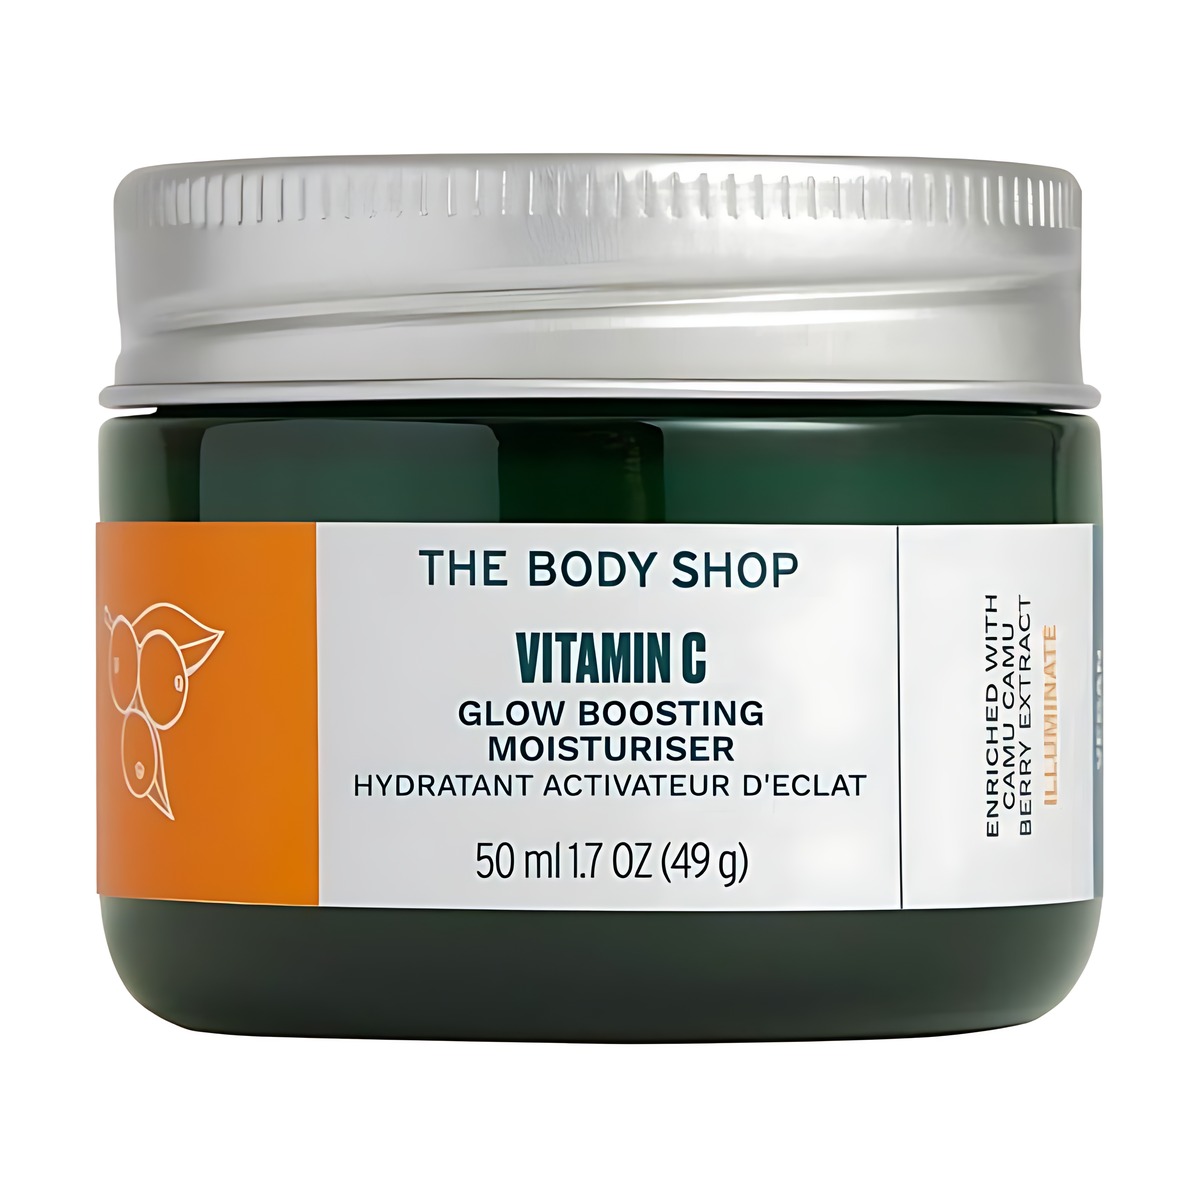 THE BODY SHOP
VITAMIN C
GLOW BOOSTING
MOISTURISER
HYDRATANT ACTIVATEUR D'ECLAT
50 ml 1.7 OZ (49 g)
ENRICHED WITH
CAMU CAMU
BERRY EXTRACT
ILLUMINATE